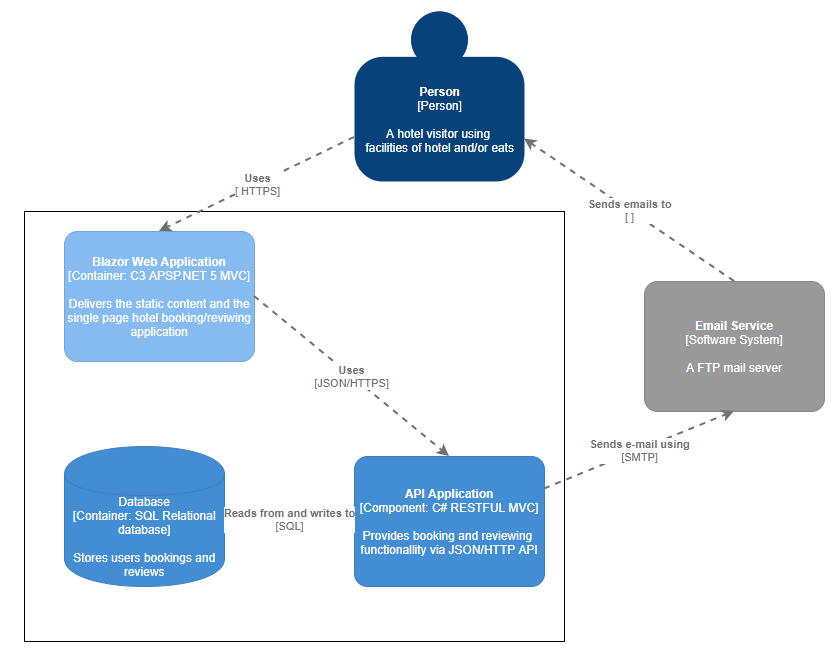 Person
[Person]
A hotel visitor using
facilities of hotel and/or eats
Uses
[ HTTPS]
Sends emails to
[ ]
Blazor Web Application
[Container: C3 APSP.NET 5 MVC]
Delivers the static content and the
single page hotel booking/reviwing
application
Email Service
[Software System]
A FTP mail server
Uses
[JSON/HTTPS]
Sends e-mail using
[SMTP]
Database
[Container: SQL Relational
database]
Stores users bookings and
reviews
Reads from and writes to
[SQL]
API Application
[Component: C# RESTFUL MVC]
Provides booking and reviewing
functionallity via JSON/HTTP API